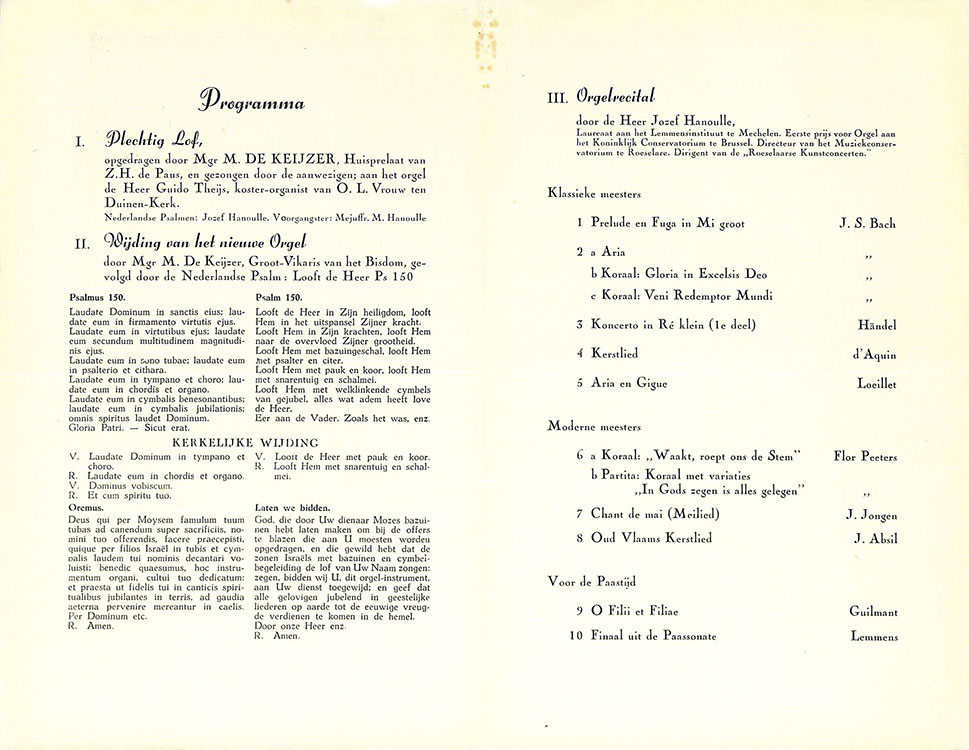 Programma
I. Plechtig Lof,
opgedragen door Mgr M. DE KEIJZER, Huisprelaat van
Z.H. de Paus, en gezongen door de aanwezigen; aan het orgel
de Heer Guido Theijs, koster-organist van O. L. Vrouw ten
Duinen-Kerk.
Nederlandse Psalmen: Jozef Hanoulle. Voorgangster: Mejuffr. M. Hanoulle
II. Wijding van het nieuwe Orgel
door Mgr M. De Keijzer, Groot-Vikaris van het Bisdom, ge-
volgd door de Nederlandse Psalm : Looft de Heer Ps 150
Psalmus 150.
Laudate Dominum in sanctis eius; lau-
date eum in firmamento virtutis ejus.
Laudate eum in virtutibus ejus; laudate
eum secundum multitudinem magnitudi-
nis ejus.
Laudate eum in sono tubae; laudate eum
in psalterio et cithara.
Laudate eum in tympano et choro; lau-
date eum in chordis et organo.
Laudate eum in cymbalis benesonantibus;
laudate eum in cymbalis jubilationis;
omnis spiritus laudet Dominum.
Gloria Patri. — Sicut erat.
Psalm 150.
Looft de Heer in Zijn heiligdom, looft
Hem in het uitspansel Zijner kracht.
Looft Hem in Zijn krachten, looft Hem
naar de overvloed Zijner grootheid.
Looft Hem met bazuingeschal, looft Hem
met psalter en citer.
Looft Hem met pauk en koor, looft Hem
met snarentuig en schalmei.
Looft Hem met welklinkende cymbels
van gejubel, alles wat adem heeft love
de Heer.
Eer aan de Vader. Zoals het was, enz.
KERKELIJKE WIJDING
V. Laudate Dominum in tympano et
choro.
R. Laudate eum in chordis et organo.
V. Dominus vobiscum.
R. Et cum spiritu tuo.
V. Looft de Heer met pauk en koor.
R. Looft Hem met snarentuig en schal-
mei.
Oremus.
Deus qui per Moysem famulum tuum
tubas ad canendum super sacrificiis, no-
mini tuo offerendis, facere praecepisti,
quique per filios Israël in tubis et cym-
palis laudem tui nominis decantari vo-
luisti; benedic quaesumus, hoc instru-
mentum organi, cultui tuo dedicatum:
et praesta ut fidelis tui in canticis spiri-
tualibus jubilantes in terris, ad gaudia
aeterna pervenire mereantur in caelis.
Per Dominum etc.
R. Amen.
Laten we bidden.
God, die door Uw dienaar Mozes bazui-
nen hebt laten maken om bij de offers
te blazen die aan U moesten wordeu
opgedragen, en die gewild hebt dat de
zonen Israëls met bazuinen en cymbel-
begeleiding de lof van Uw Naam zongen:
zegen, bidden wij U, dit orgel-instrument,
aan Uw dienst toegewijd; en geef dat
alle gelovigen jubelend in geestelijke
liederen op aarde tot de eeuwige vreug-
de verdienen te komen in de hemel.
Door onze Heer enz.
R. Amen.
III. Orgelrecital
door de Heer Jozef Hanoulle,
Laureaat aan het Lemmensinstituut te Mechelen. Eerste prijs voor Orgel aan
het Koninklijk Conservatorium te Brussel. Directeur van het Muziekconser-
vatorium te Roeselare. Dirigent van de „Roeselaarse Kunstconcerten."
Klassieke meesters
1 Prelude en Fuga in Mi groot J. S. Bach
2 a Aria „
b Koraal: Gloria in Excelsis Deo „
c Koraal: Veni Redemptor Mundi „
3 Koncerto in Ré klein (1e deel) Händel
4 Kerstlied d'Aquin
5 Aria en Gigue Loeillet
Moderne meesters
6 a Koraal: „Waakt, roept ons de Stem" Flor Peeters
b Partita: Koraal met variaties
„In Gods zegen is alles gelegen" „
7 Chant de mai (Meilied) J. Jongen
8 Oud Vlaams Kerstlied J. Absil
Voor de Paastijd
9 O Filii et Filiae Guilmant
10 Finaal uit de Paassonate Lemmens